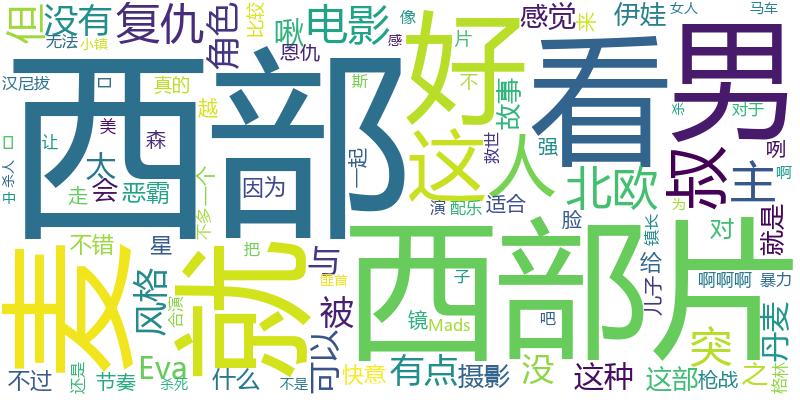 但
没有
复仇
角色
电影
啾
恩仇
比较
感觉
像
感
伊娃
长
片
女人
马车
无法
小镇
汉尼拔
口
真的
越
西部
好
看
男
这
人
故事
不
斯
让
美
森
太
会
恶霸
走
因为
一起
救世
强
叔
主
北欧
亲
对于
咧
啊
杀人
口
不多
一个
演
配乐
适合
脸
镇长
为
就是
对
不错
星
麦
就
与
把
西部片
子
给
儿子
啊啊啊
暴力
风格
合演
被
匪首
镜
Mads
吧
突
丹麦
可以
不过
还是
节奏
Eva
杀死
什么
不是
快意
有点
摄影
没
这种
这部
枪战
之
格林